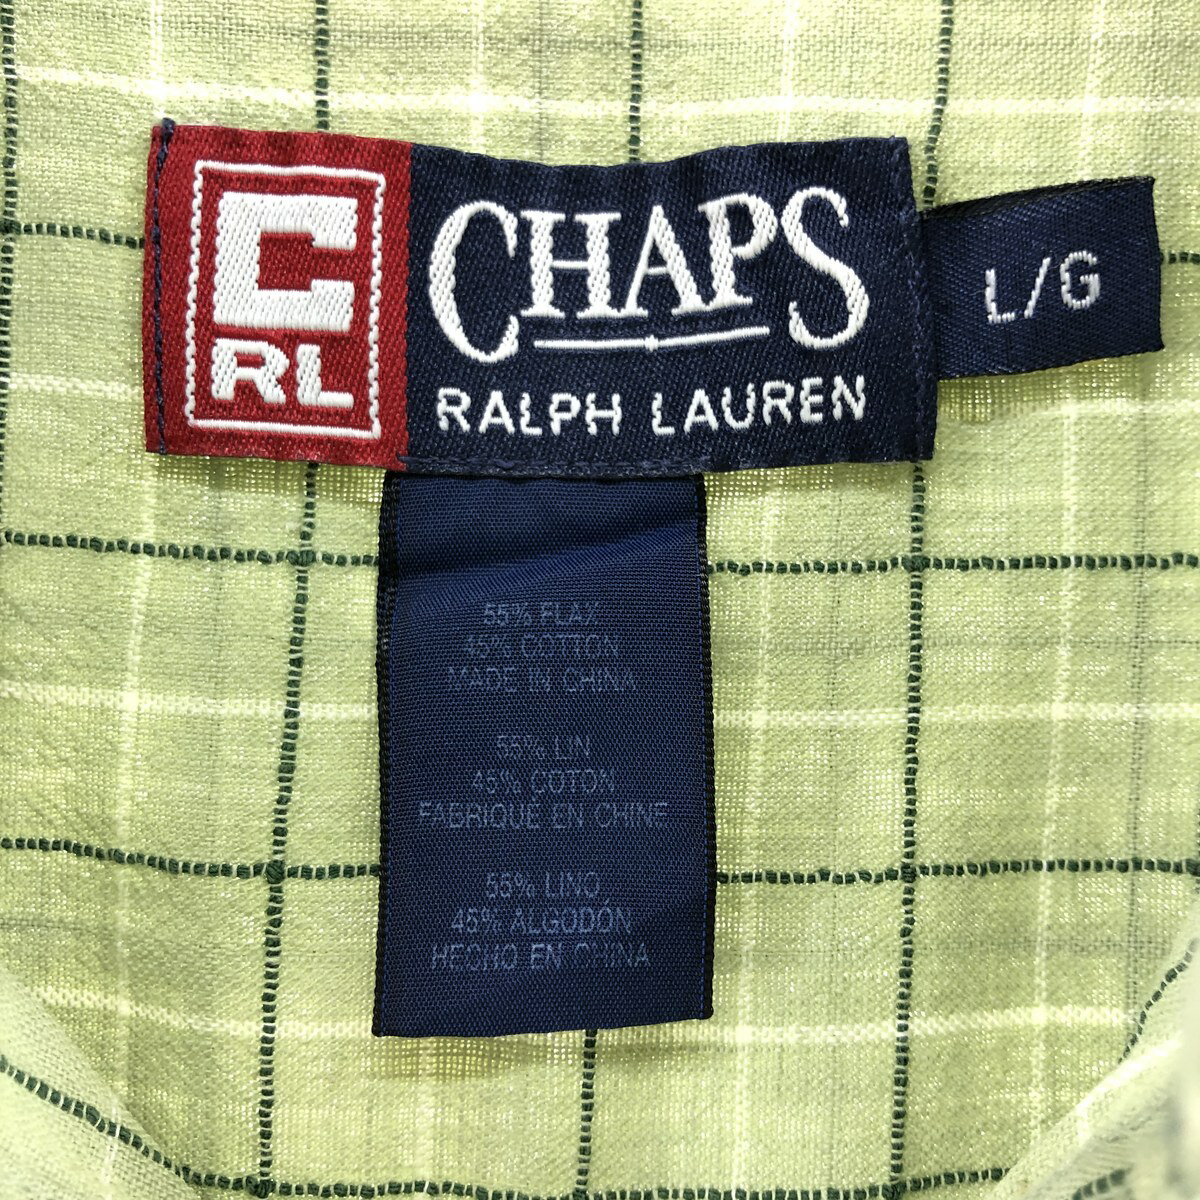 C
RL
CHAPS
RALPH LAUREN
L/G
55% FLAX
45% COTTON
MADE IN CHINA
55% LIN
45% COTON
FABRIQUÉ EN CHINE
55% LINO
45% ALGODÓN
HECHO EN CHINA